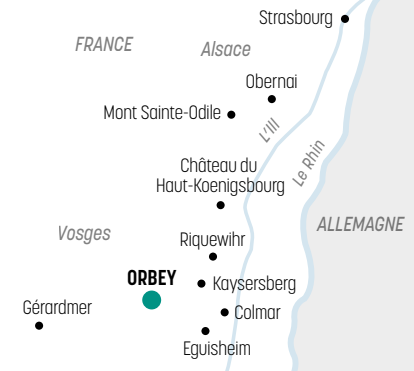 Strasbourg
FRANCE
Alsace
Obernai
Mont Sainte-Odile
L'Ill
Le Rhin
Château du
Haut-Koenigsbourg
ALLEMAGNE
Vosges
Riquewihr
ORBEY
Kaysersberg
Gérardmer
Colmar
Eguisheim